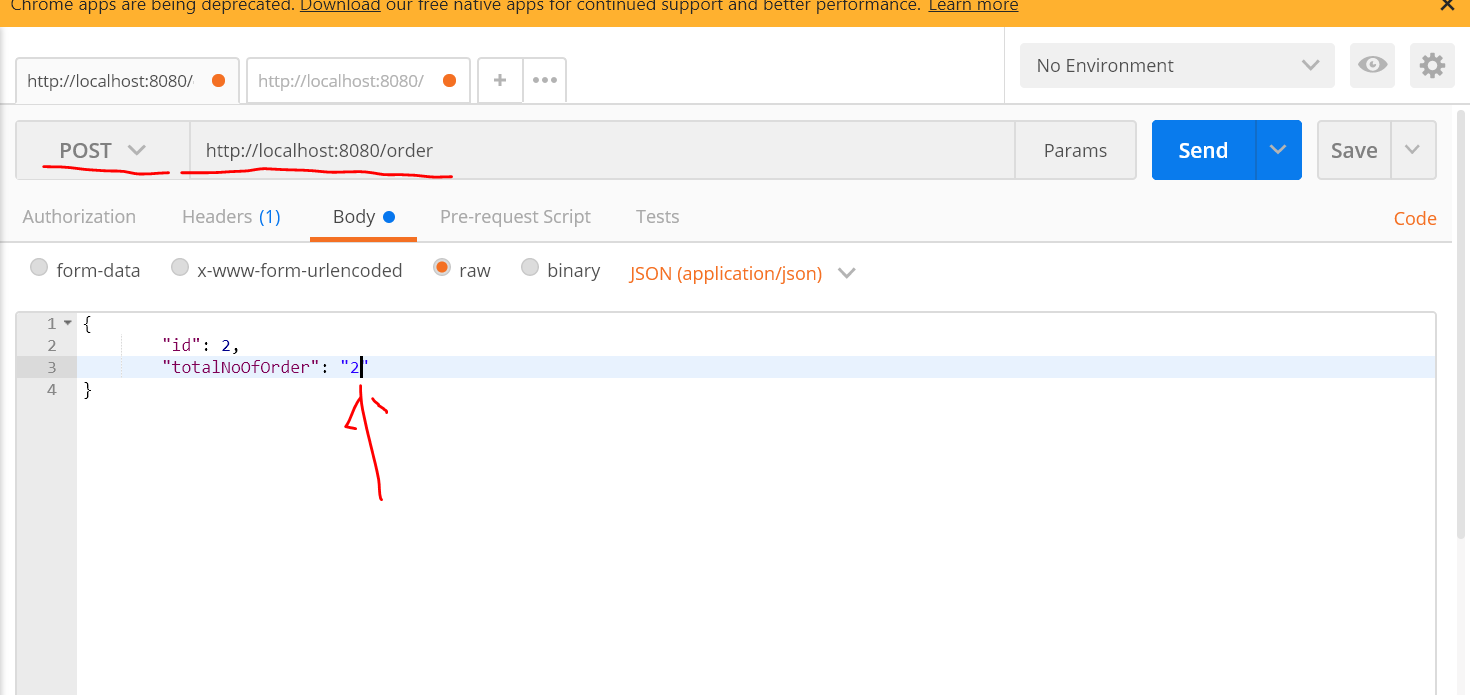 Chrome apps are being deprecated. Download our free native apps for continued support and better performance. Learn more
http://localhost:8080/
http://localhost:8080/
No Environment
POST
http://localhost:8080/order
Params
Send
Save
Authorization
Headers (1)
Body
Pre-request Script
Tests
Code
form-data
x-www-form-urlencoded
raw
binary
JSON (application/json)
1 {
2 "id": 2,
3 "totalNoOfOrder": "2"
4 }